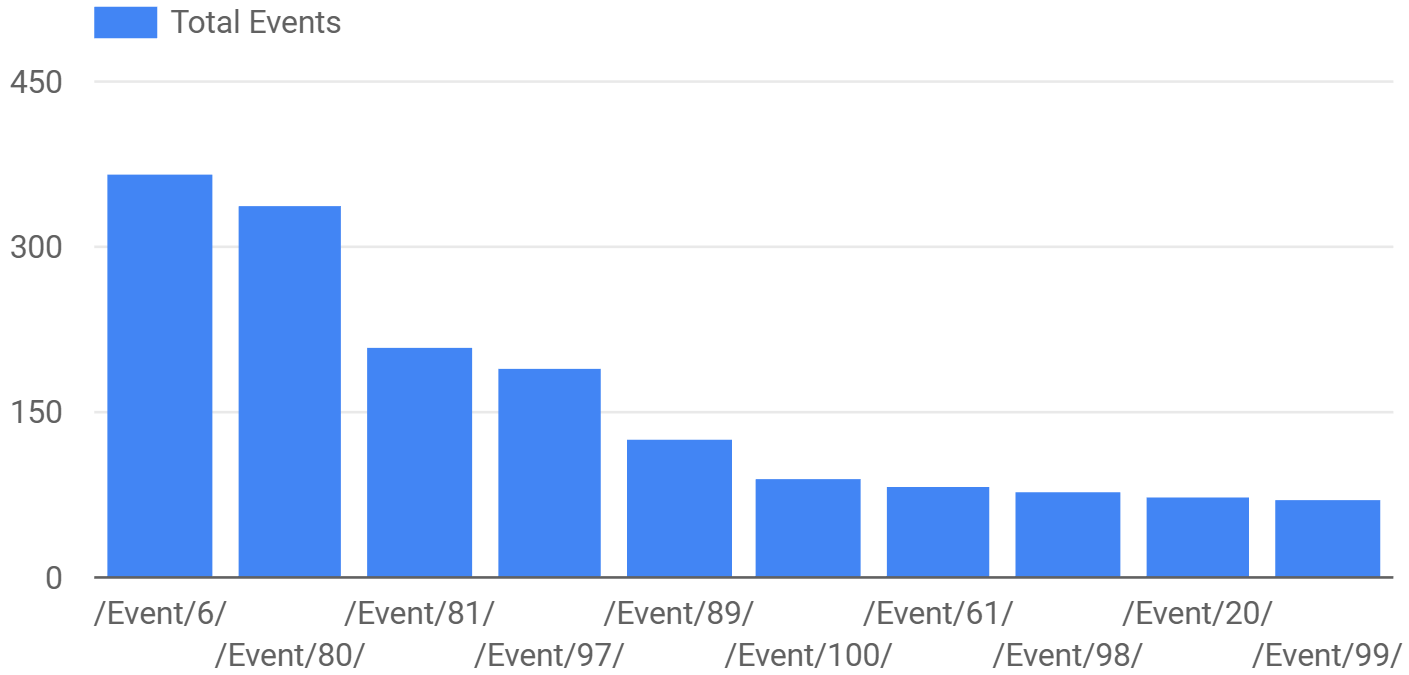 Total Events
450
300
150
0
/Event/6/
/Event/81/
/Event/89/
/Event/61/
/Event/20/
/Event/80/
/Event/97/
/Event/100/
/Event/98/
/Event/99/